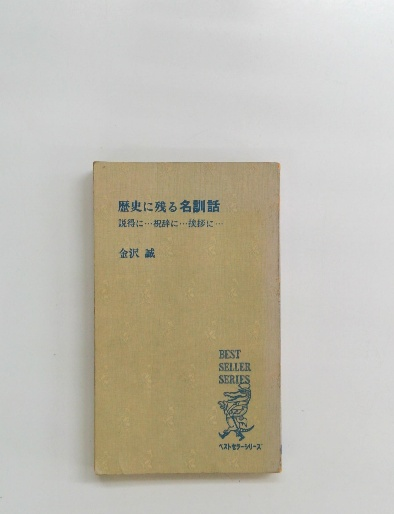 歴史に残る名訓話
説得に…祝辞に…挨拶に…
金沢 誠
BEST
SELLER
SERIES
ベストセラーシリーズ